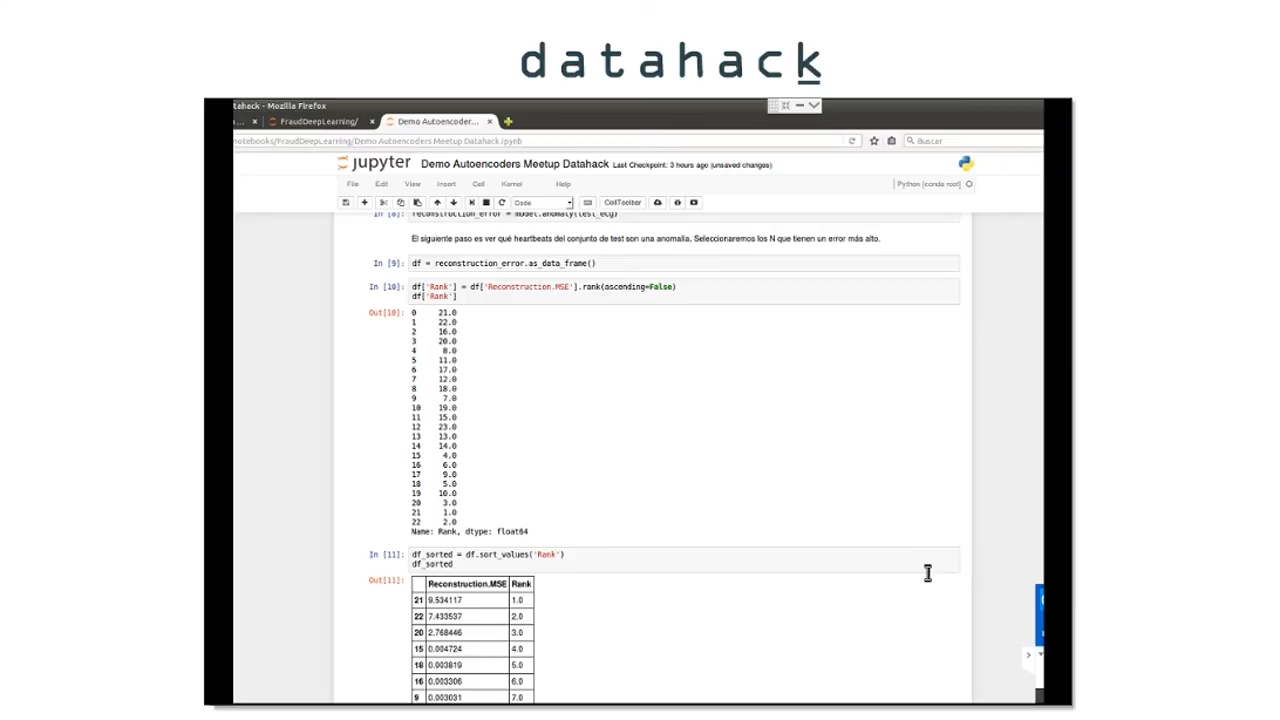 datahack
tahack - Mozilla Firefox
... × FraudDeepLearning/ × Demo Autoencoders... ×
notebooks/FraudDeepLearning/Demo Autoencoders Meetup Datahack.ipynb
Buscar
jupyter Demo Autoencoders Meetup Datahack Last Checkpoint: 3 hours ago (unsaved changes)
File Edit View Insert Cell Kernel Help Python [conda root]
Code CellToolbar
In [8]: reconstruction_error = model.anomaly(test_ecg)
El siguiente paso es ver qué heartbeats del conjunto de test son una anomalía. Seleccionaremos los N que tienen un error más alto.
In [9]: df = reconstruction_error.as_data_frame()
In [10]: df['Rank'] = df['Reconstruction.MSE'].rank(ascending=False)
df['Rank']
Out[10]: 0 21.0
1 22.0
2 16.0
3 20.0
4 8.0
5 11.0
6 17.0
7 12.0
8 18.0
9 7.0
10 19.0
11 15.0
12 23.0
13 13.0
14 14.0
15 4.0
16 6.0
17 9.0
18 5.0
19 10.0
20 3.0
21 1.0
22 2.0
Name: Rank, dtype: float64
In [11]: df_sorted = df.sort_values('Rank')
df_sorted
Out[11]: Reconstruction.MSE Rank
21 9.534117 1.0
22 7.433537 2.0
20 2.768446 3.0
15 0.004724 4.0
18 0.003819 5.0
16 0.003306 6.0
9 0.003031 7.0